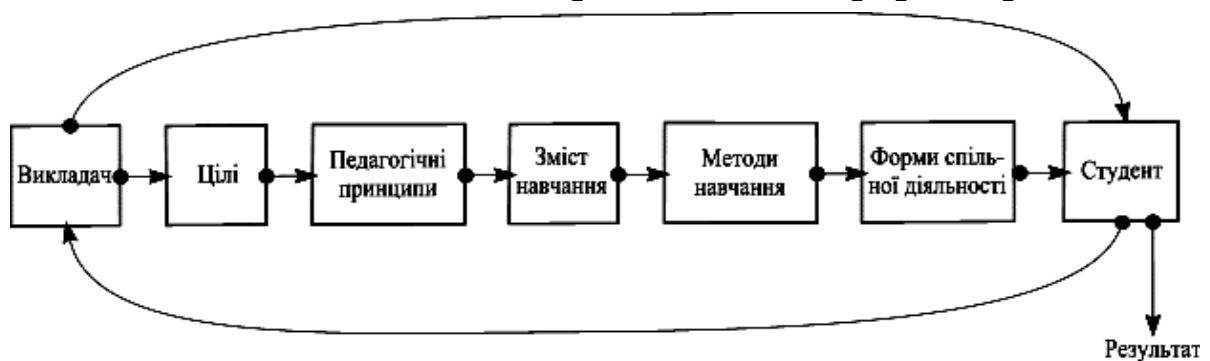 Викладач
Цілі
Педагогічні
принципи
Зміст
навчання
Методи
навчання
Форми спіль-
ної діяльності
Студент
Результат